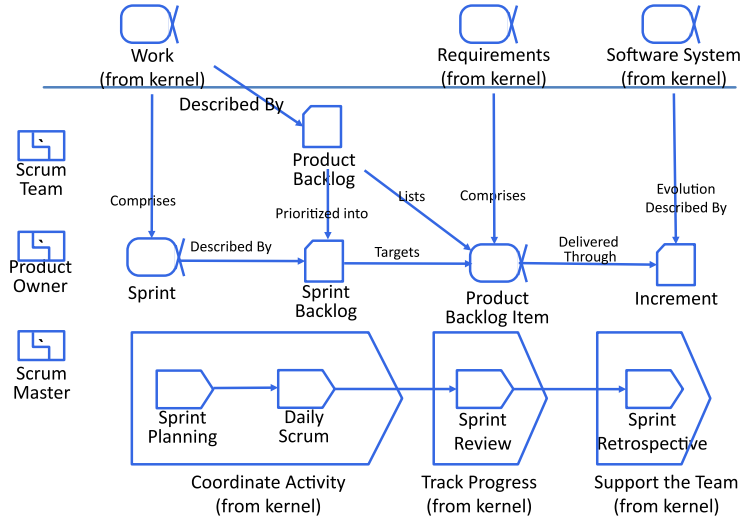 Work
(from kernel)
Requirements
(from kernel)
Software System
(from kernel)
Described By
Product
Backlog
Scrum
Team
Comprises
Prioritized into
Lists
Comprises
Evolution
Described By
Product
Owner
Described By
Targets
Delivered
Through
Sprint
Sprint
Backlog
Product
Backlog Item
Increment
Scrum
Master
Sprint
Planning
Daily
Scrum
Sprint
Review
Sprint
Retrospective
Coordinate Activity
(from kernel)
Track Progress
(from kernel)
Support the Team
(from kernel)